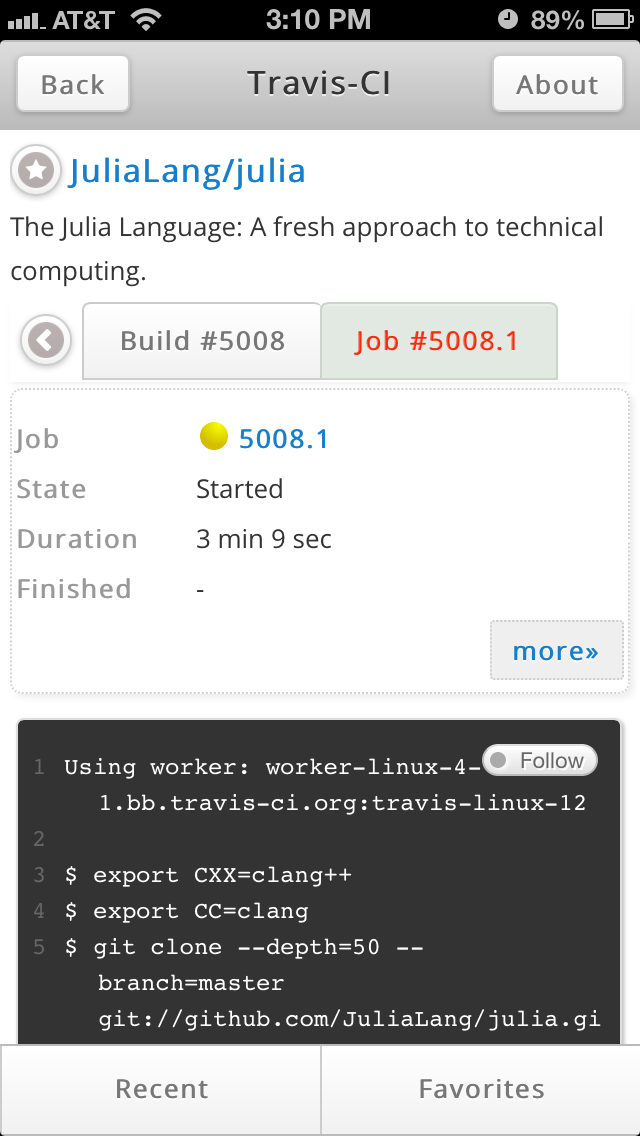 AT&T 3:10 PM 89%
Back Travis-CI About
JuliaLang/julia
The Julia Language: A fresh approach to technical
computing.
Build #5008 Job #5008.1
Job 5008.1
State Started
Duration 3 min 9 sec
Finished -
more»
Follow
1 Using worker: worker-linux-4-
1.bb.travis-ci.org:travis-linux-12
2
3 $ export CXX=clang++
4 $ export CC=clang
5 $ git clone --depth=50 --
branch=master
git://github.com/JuliaLang/julia.gi
Recent Favorites